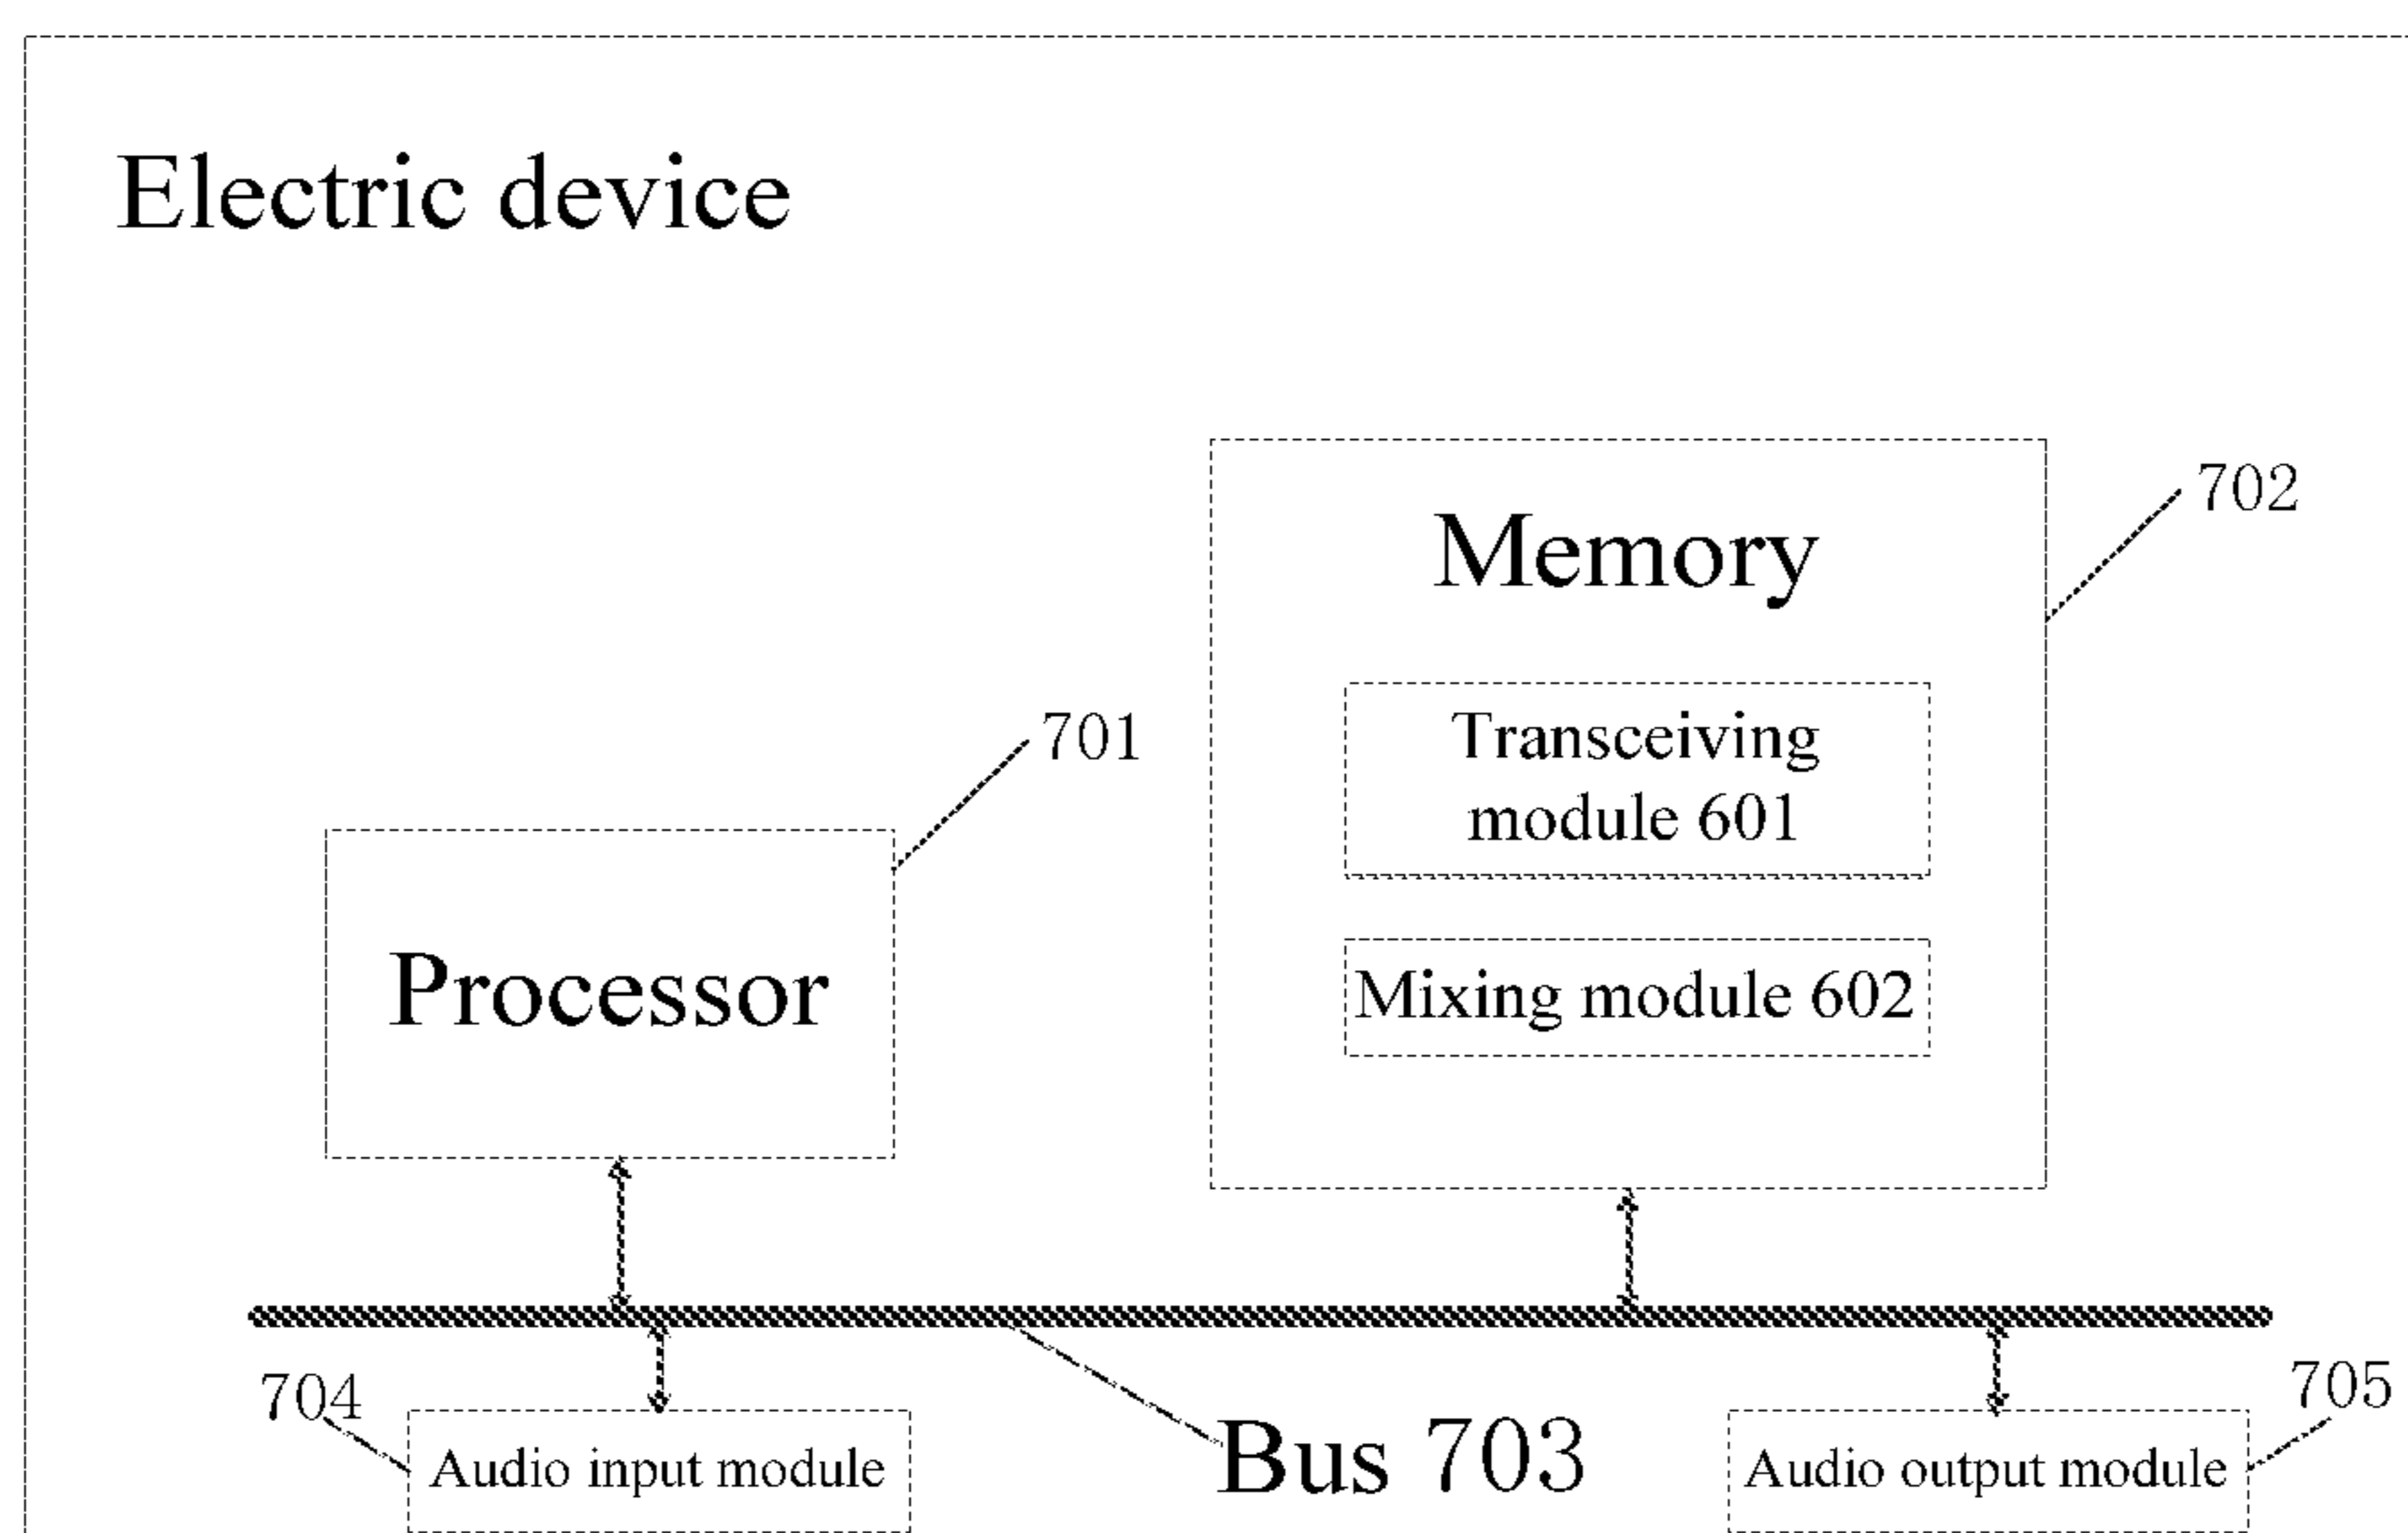 Electric device
702
Memory
Transceiving
module 601
701
Processor
Mixing module 602
704
Audio input module
Bus 703
705
Audio output module